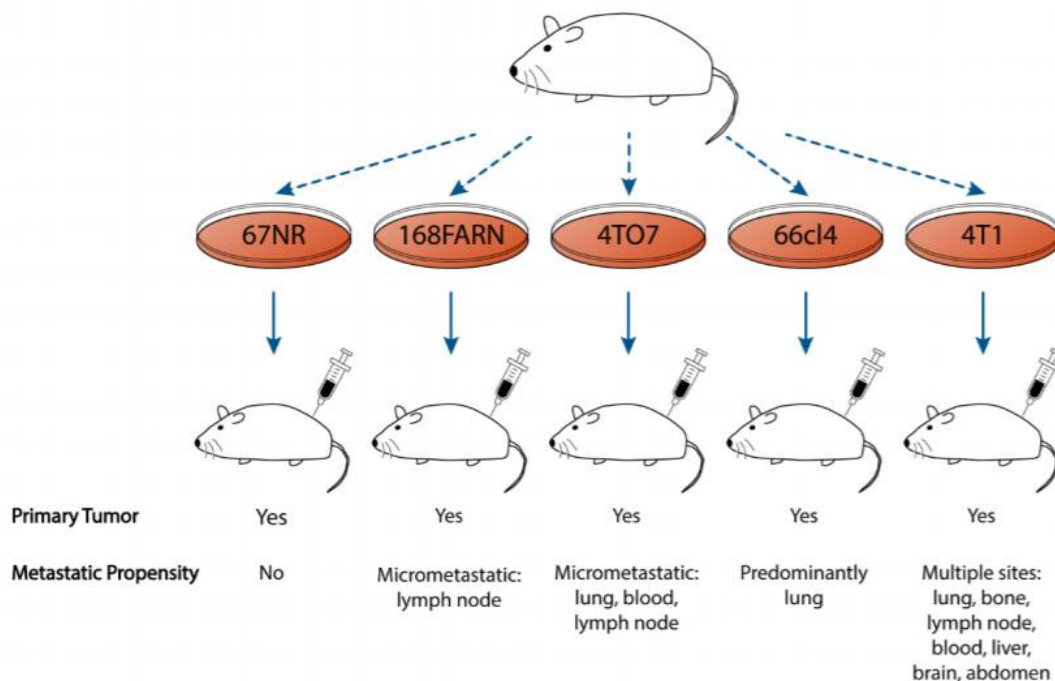 67NR 168FARN 4TO7 66cl4 4T1
Primary Tumor Yes Yes Yes Yes Yes
Metastatic Propensity No Micrometastatic: Micrometastatic: Predominantly Multiple sites:
lymph node lung, blood, lung lung, bone,
lymph node lymph node,
blood, liver,
brain, abdomen